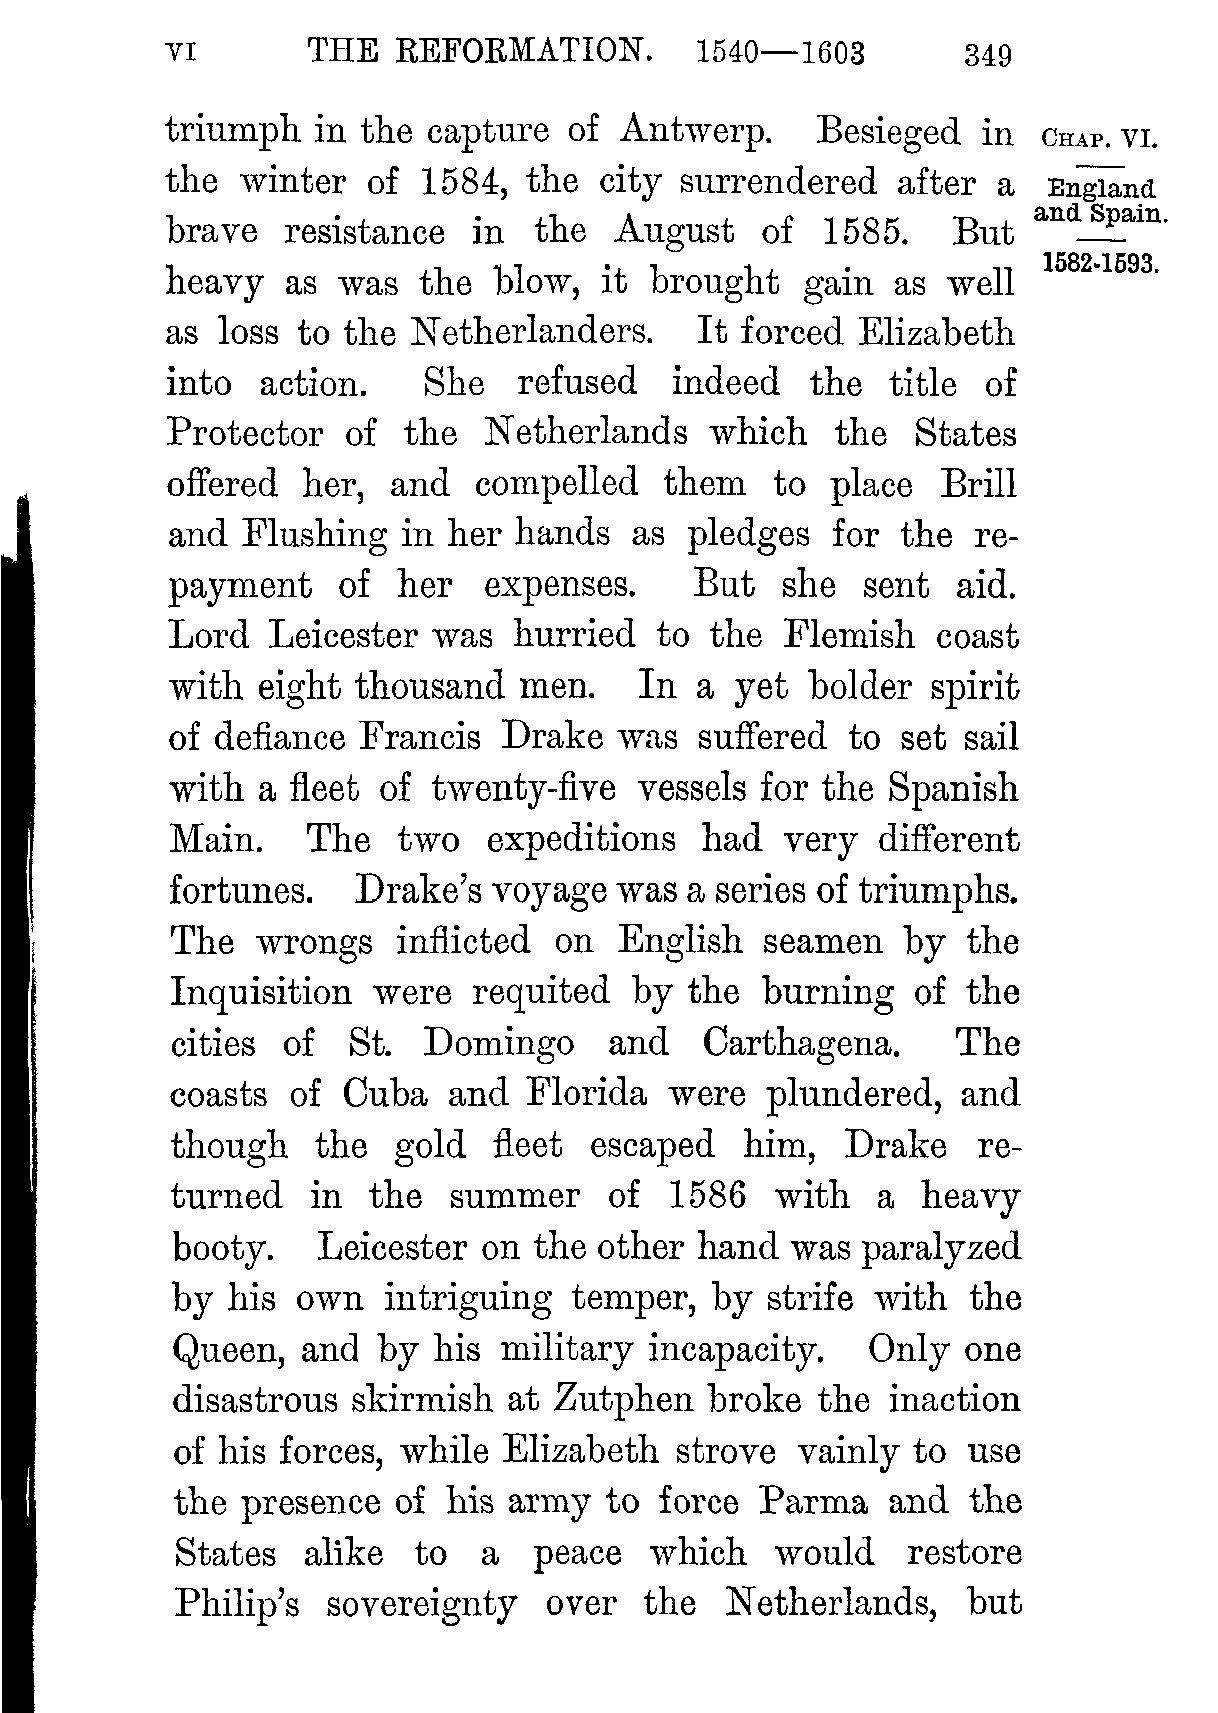 VI THE REFORMATION. 1540—1603 349
triumph in the capture of Antwerp. Besieged in
the winter of 1584, the city surrendered after a
brave resistance in the August of 1585. But
heavy as was the blow, it brought gain as well
as loss to the Netherlanders. It forced Elizabeth
into action. She refused indeed the title of
Protector of the Netherlands which the States
offered her, and compelled them to place Brill
and Flushing in her hands as pledges for the re-
payment of her expenses. But she sent aid.
Lord Leicester was hurried to the Flemish coast
with eight thousand men. In a yet bolder spirit
of defiance Francis Drake was suffered to set sail
with a fleet of twenty-five vessels for the Spanish
Main. The two expeditions had very different
fortunes. Drake's voyage was a series of triumphs.
The wrongs inflicted on English seamen by the
Inquisition were requited by the burning of the
cities of St. Domingo and Carthagena. The
coasts of Cuba and Florida were plundered, and
though the gold fleet escaped him, Drake re-
turned in the summer of 1586 with a heavy
booty. Leicester on the other hand was paralyzed
by his own intriguing temper, by strife with the
Queen, and by his military incapacity. Only one
disastrous skirmish at Zutphen broke the inaction
of his forces, while Elizabeth strove vainly to use
the presence of his army to force Parma and the
States alike to a peace which would restore
Philip's sovereignty over the Netherlands, but
CHAP. VI.
England
and Spain.
1582-1593.